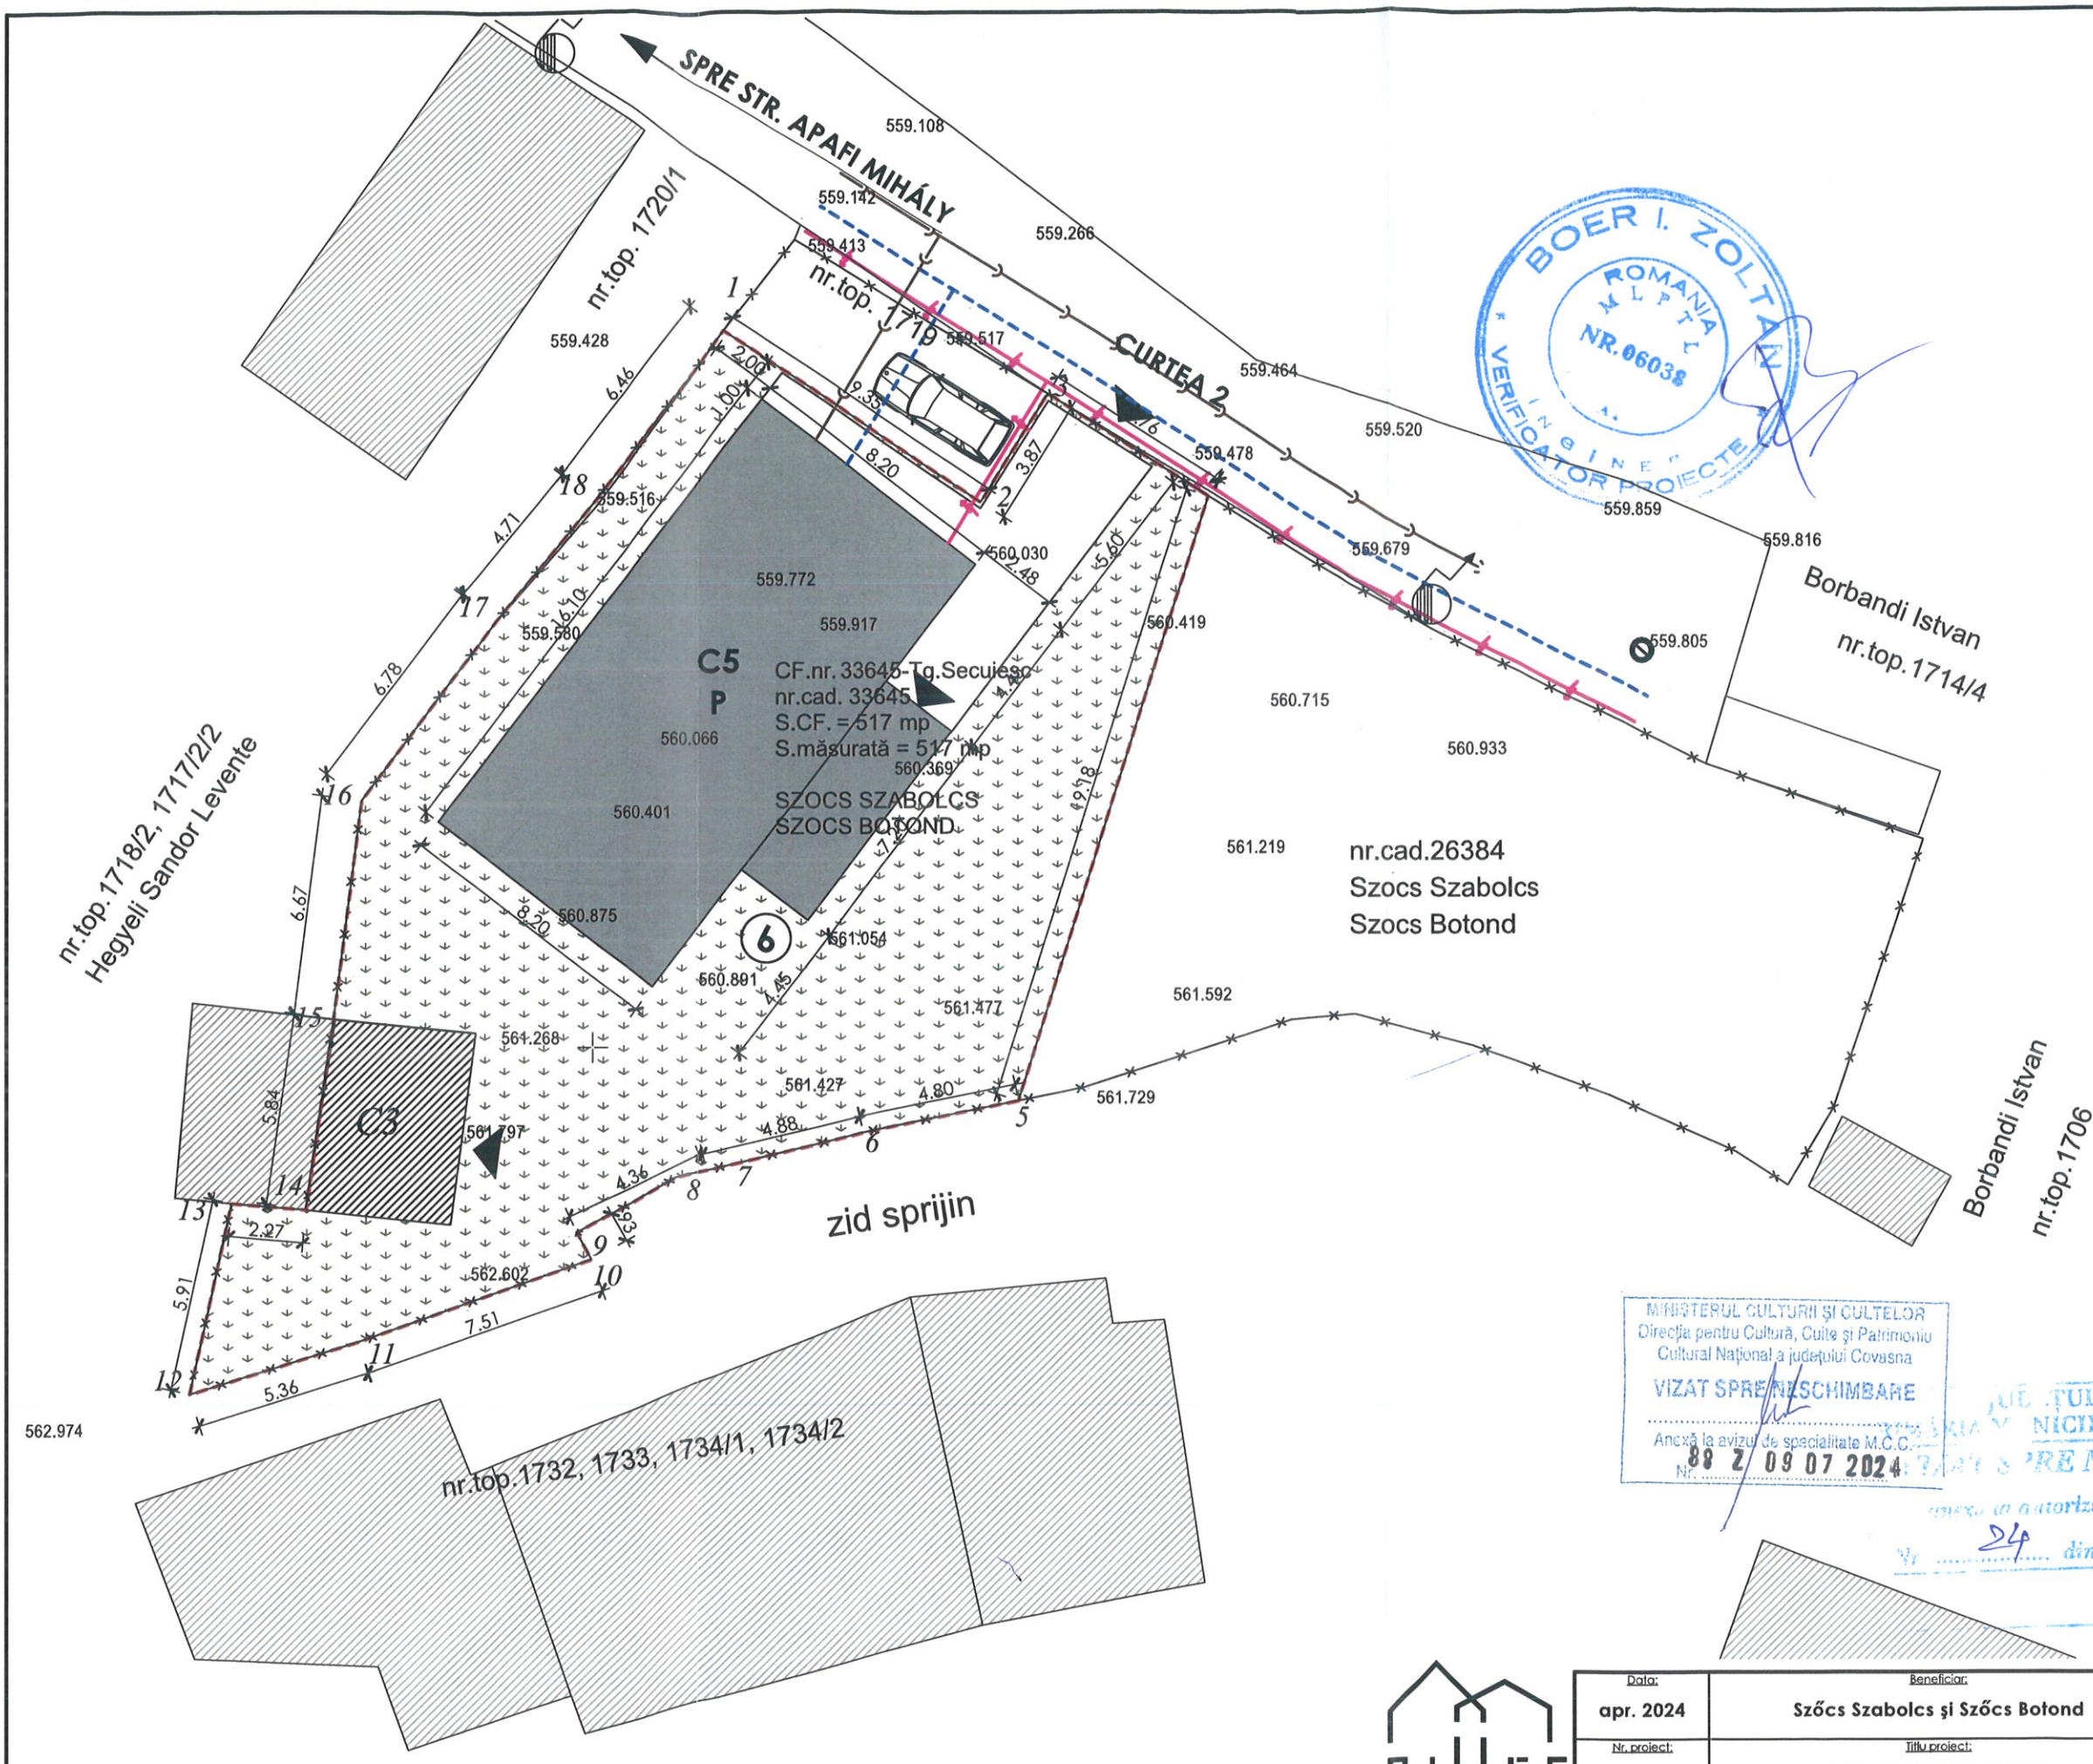 SPRE STR. APAFI MIHÁLY
559.108
559.142
559.266
559.413
nr.top. 1720/1
nr.top. 1719
1
559.428
559.517
2.00
1.00
9.35
CURTEA 2
559.464
3
559.520
6.46
8.20
3.87
559.478
4
559.859
559.816
18
559.516
2
4.71
560.030
2.48
5.60
559.679
559.772
17
559.580
16.10
559.917
560.419
559.805
Borbandi Istvan
nr.top.1714/4
C5
P
CF.nr. 33645-Tg.Secuiesc
nr.cad. 33645
S.CF. = 517 mp
S.măsurată = 517 mp
SZOCS SZABOLCS
SZOCS BOTOND
6.78
560.066
560.369
560.715
560.933
16
560.401
19.18
561.219
nr.cad.26384
Szocs Szabolcs
Szocs Botond
nr.top.1718/2, 1717/2/2
Hegyeli Sandor Levente
6.67
8.20
560.875
6
561.054
560.891
4.45
561.477
561.592
15
561.268
5.84
C3
561.797
561.427
4.88
4.80
5
561.729
6
7
8
4.36
14
13
2.27
9
.93
10
562.602
zid sprijin
5.91
7.51
11
12
5.36
562.974
nr.top.1732, 1733, 1734/1, 1734/2
Borbandi Istvan
nr.top.1706
BOER I. ZOLTAN
ROMANIA
M L P T L
NR.06038
INGINER
* VERIFICATOR PROIECTE *
MINISTERUL CULTURII ŞI CULTELOR
Direcţia pentru Cultură, Culte şi Patrimoniu
Cultural Naţional a judeţului Covasna
VIZAT SPRE NESCHIMBARE
Anexă la avizul de specialitate M.C.C.
Nr. 88 Z 09 07 2024
24 din
Data:
apr. 2024
Beneficiar:
Szőcs Szabolcs și Szőcs Botond
Nr. proiect:
Titlu proiect: